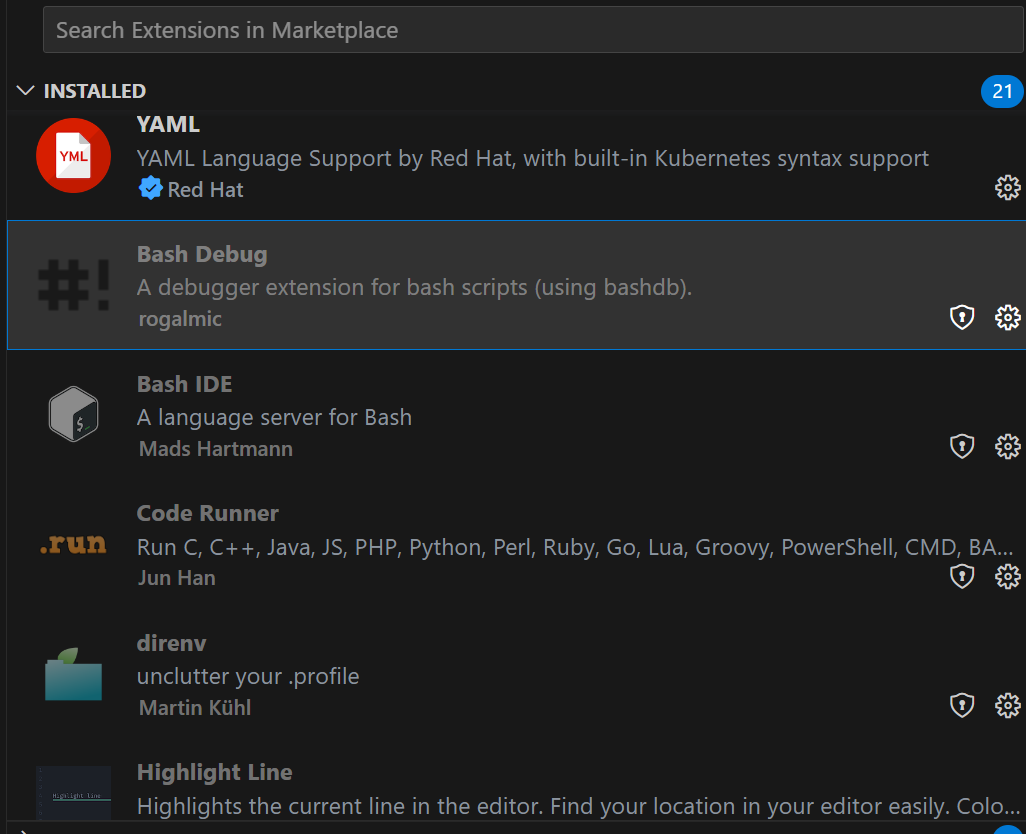 Search Extensions in Marketplace
INSTALLED
21
YAML
YML
YAML Language Support by Red Hat, with built-in Kubernetes syntax support
Red Hat
#!
Bash Debug
A debugger extension for bash scripts (using bashdb).
rogalmic
$_
Bash IDE
A language server for Bash
Mads Hartmann
.run
Code Runner
Run C, C++, Java, JS, PHP, Python, Perl, Ruby, Go, Lua, Groovy, PowerShell, CMD, BA...
Jun Han
direnv
unclutter your .profile
Martin Kühl
Highlight line
Highlight Line
Highlights the current line in the editor. Find your location in your editor easily. Colo...